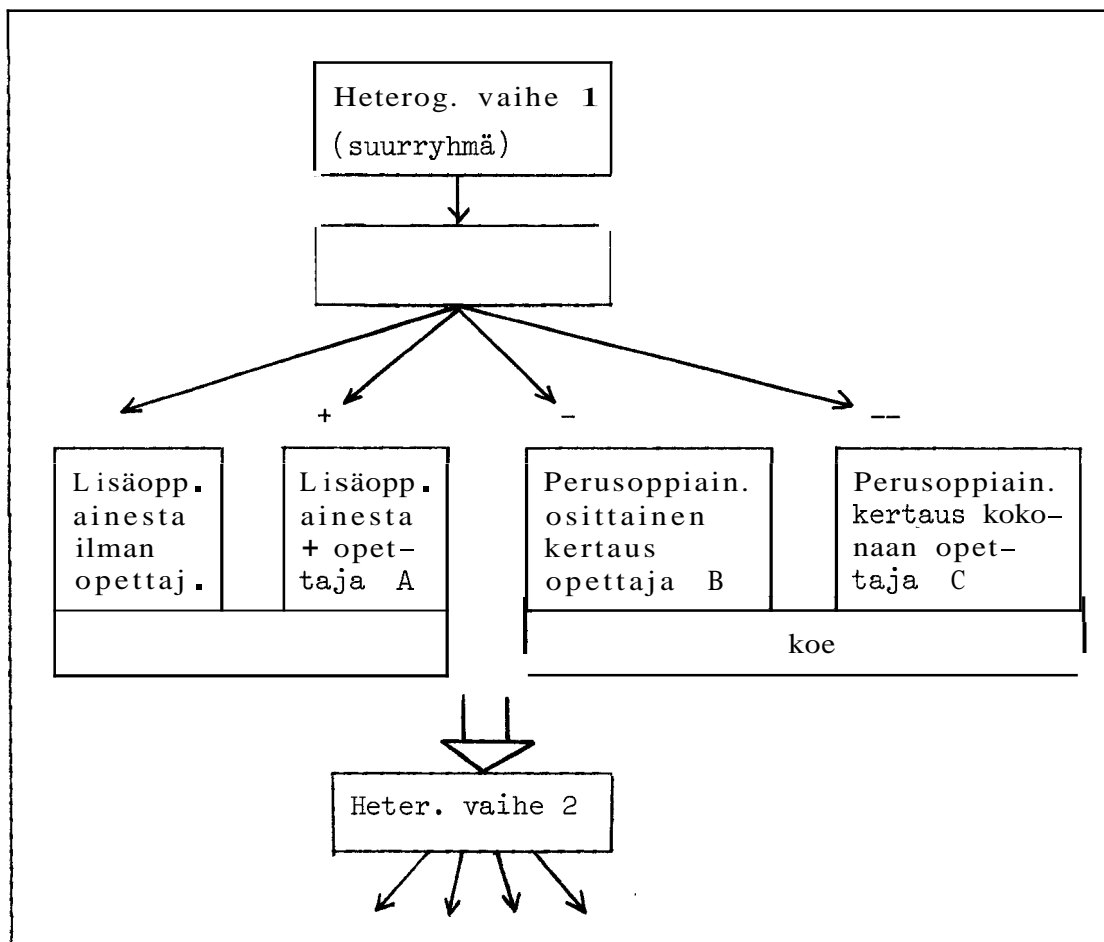 Heterog. vaihe 1
(suurryhmä)
+
-
--
Lisäopp.
ainesta
ilman
opettaj.
Lisäopp.
ainesta
+ opet-
taja A
Perusoppiain.
osittainen
kertaus
opettaja B
Perusoppiain.
kertaus koko-
naan opet-
taja C
koe
Heter. vaihe 2